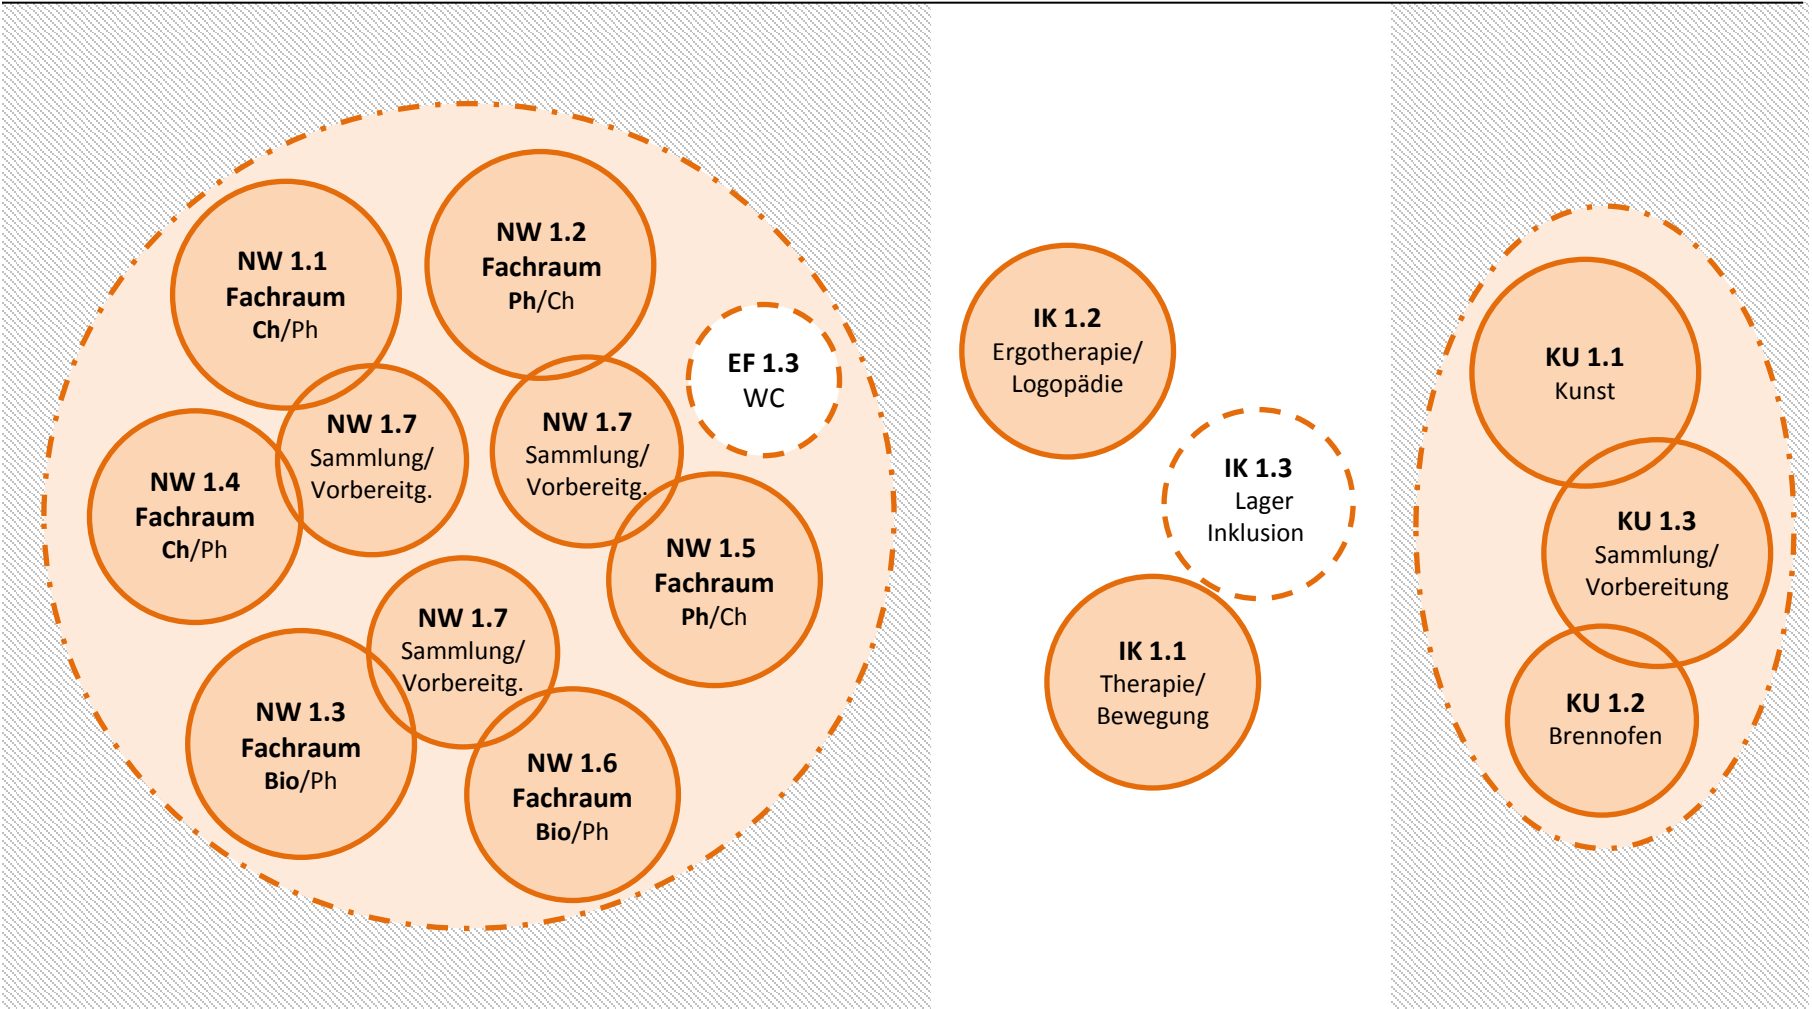 NW 1.1
Fachraum
Ch/Ph
NW 1.2
Fachraum
Ph/Ch
EF 1.3
WC
NW 1.7
Sammlung/
Vorbereitg.
NW 1.7
Sammlung/
Vorbereitg.
NW 1.4
Fachraum
Ch/Ph
NW 1.5
Fachraum
Ph/Ch
NW 1.7
Sammlung/
Vorbereitg.
NW 1.3
Fachraum
Bio/Ph
NW 1.6
Fachraum
Bio/Ph
IK 1.2
Ergotherapie/
Logopädie
IK 1.3
Lager
Inklusion
IK 1.1
Therapie/
Bewegung
KU 1.1
Kunst
KU 1.3
Sammlung/
Vorbereitung
KU 1.2
Brennofen